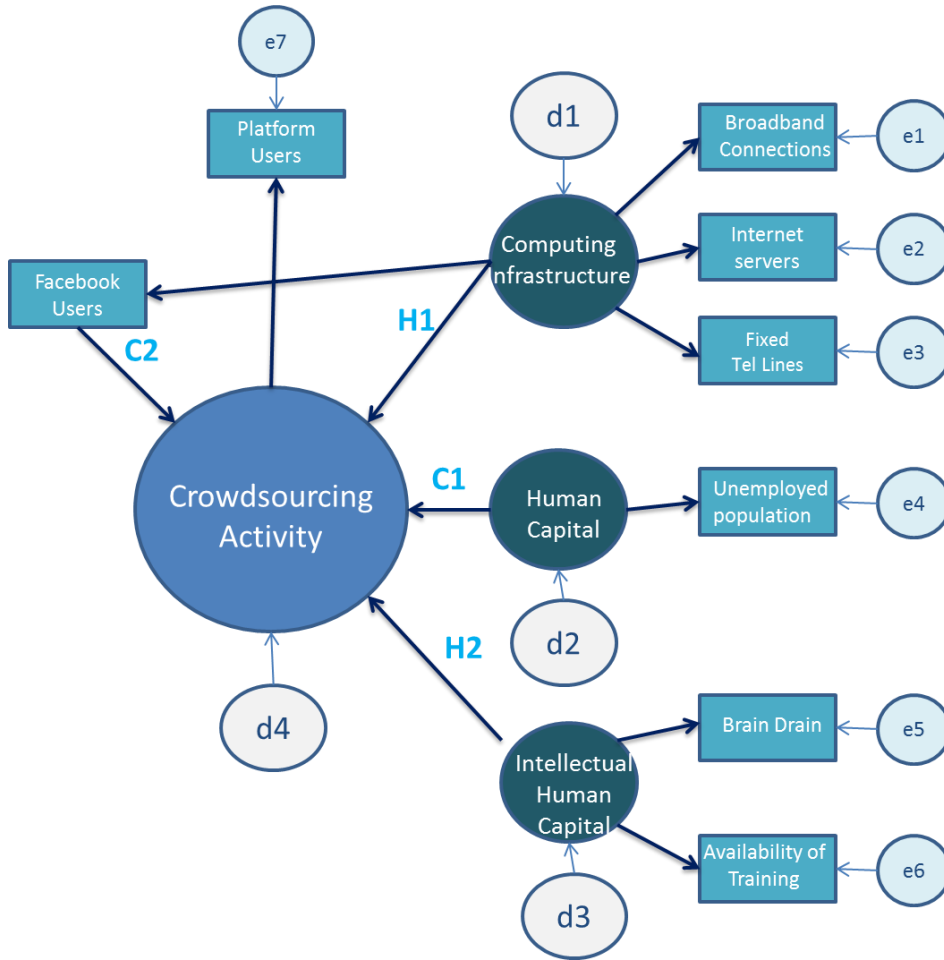 e7
Platform
Users
d1
Broadband
Connections
e1
Computing
Infrastructure
Internet
servers
e2
Facebook
Users
H1
C2
Fixed
Tel Lines
e3
Crowdsourcing
Activity
C1
Human
Capital
Unemployed
population
e4
H2
d2
d4
Brain Drain
e5
Intellectual
Human
Capital
Availability of
Training
e6
d3